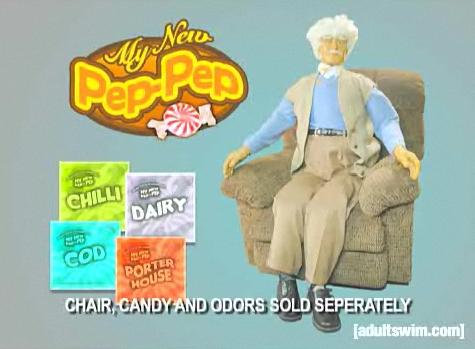 My New
Pep-Pep
MY NEW
PEP-PEP
CHILLI
MY NEW
PEP-PEP
DAIRY
MY NEW
PEP-PEP
COD
MY NEW
PEP-PEP
PORTER
HOUSE
CHAIR, CANDY AND ODORS SOLD SEPERATELY
[adultswim.com]